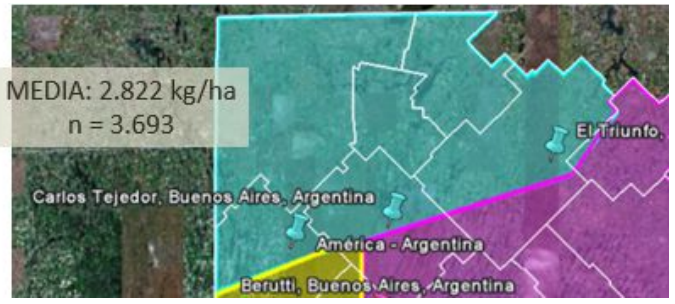 MEDIA: 2.822 kg/ha
n = 3.693
El Triunfo,
Carlos Tejedor, Buenos Aires, Argentina
América - Argentina
Berutti, Buenos Aires, Argentina